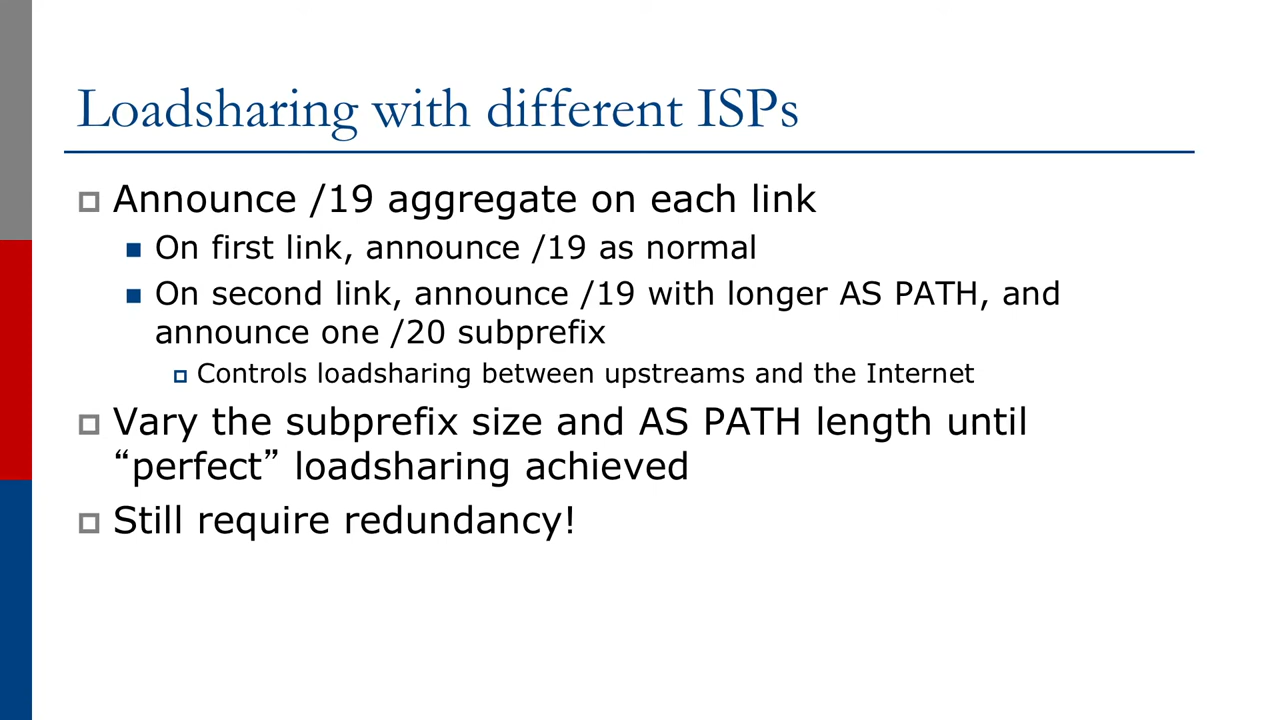 Loadsharing with different ISPs
Announce /19 aggregate on each link
On first link, announce /19 as normal
On second link, announce /19 with longer AS PATH, and
announce one /20 subprefix
Controls loadsharing between upstreams and the Internet
Vary the subprefix size and AS PATH length until
“perfect” loadsharing achieved
Still require redundancy!